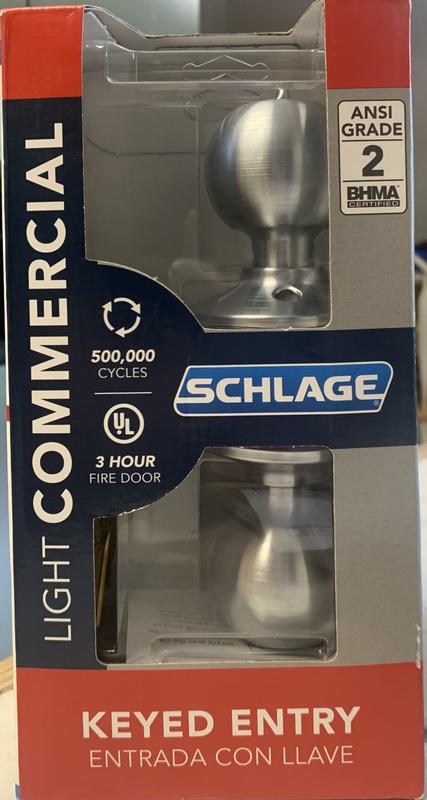 ANSI
GRADE
2
BHMA
CERTIFIED
LIGHT COMMERCIAL
500,000
CYCLES
UL
3 HOUR
FIRE DOOR
SCHLAGE
KEYED ENTRY
ENTRADA CON LLAVE